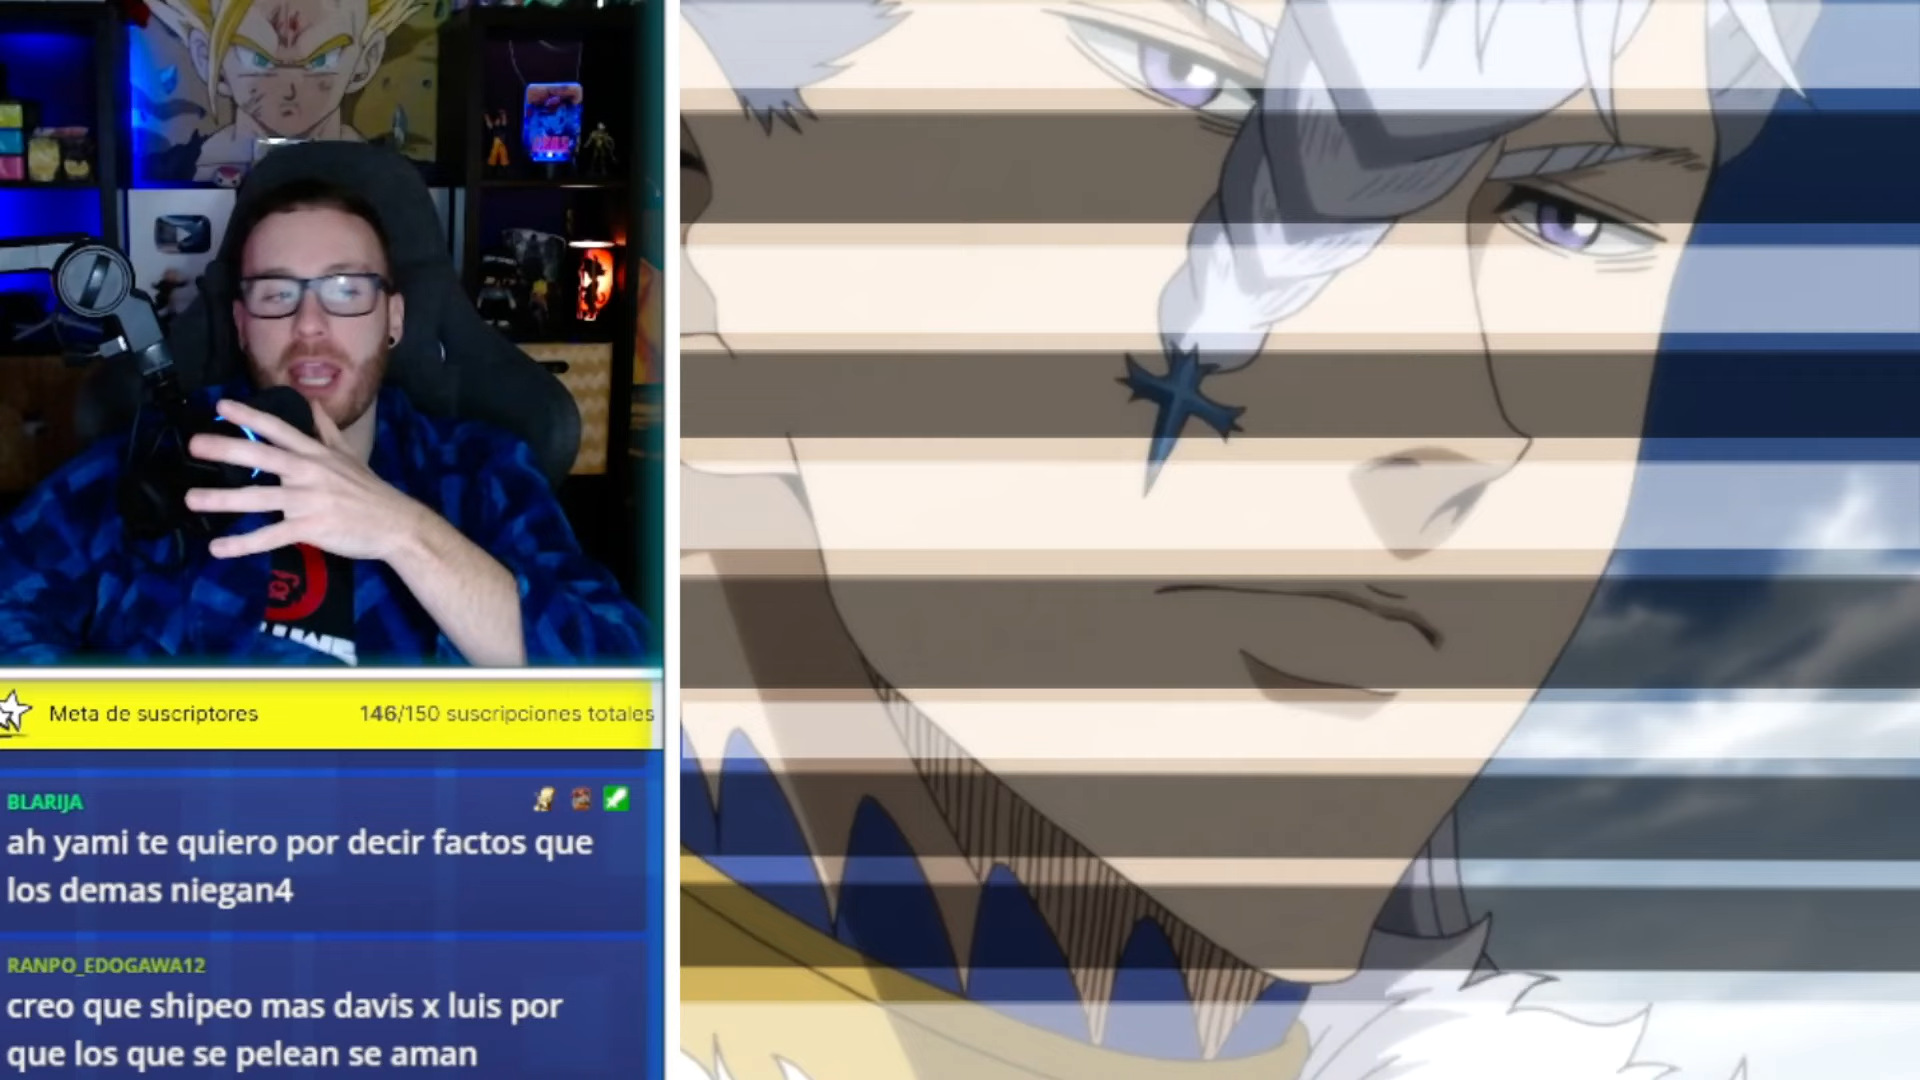 Meta de suscriptores 146/150 suscripciones totales
BLARIJA
ah yami te quiero por decir factos que
los demas niegan4
RANPO_EDOGAWA12
creo que shipeo mas davis x luis por
que los que se pelean se aman